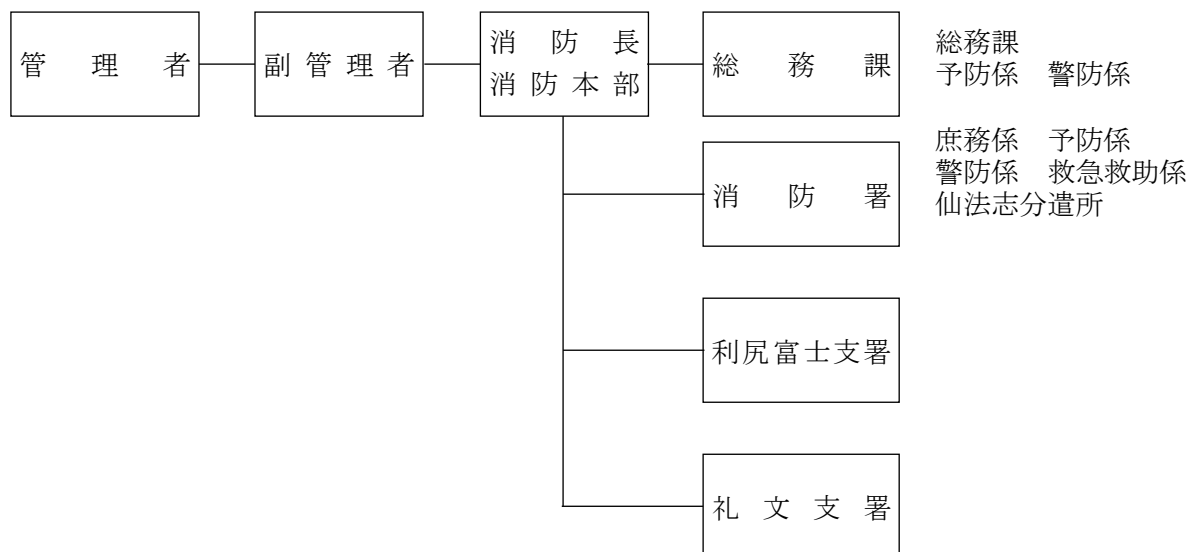 管理者
副管理者
消防長
消防本部
総務課
総務課
予防係　警防係
消防署
庶務係　予防係
警防係　救急救助係
仙法志分遣所
利尻富士支署
礼文支署